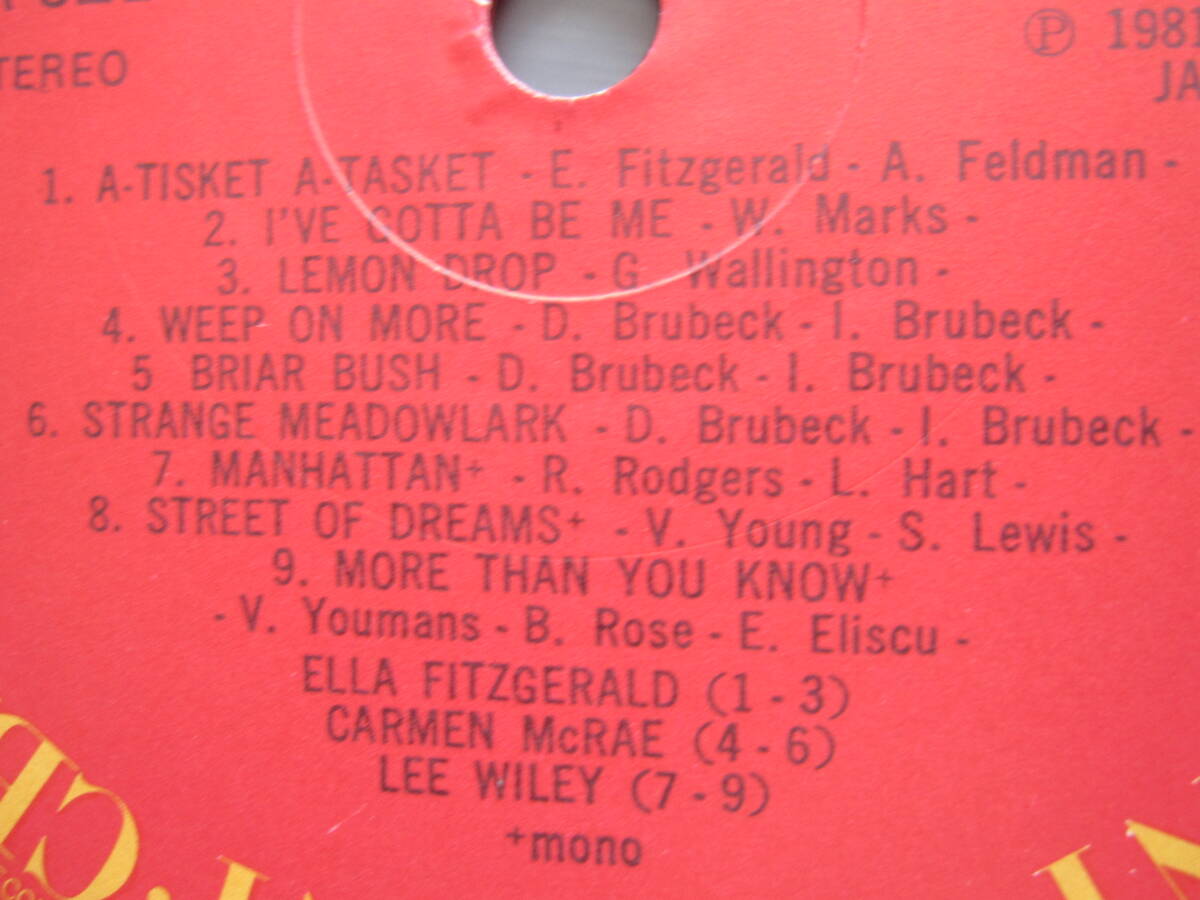 STEREO
℗ 1981
JA
1. A-TISKET A-TASKET - E. Fitzgerald - A. Feldman -
2. I'VE GOTTA BE ME - W. Marks -
3. LEMON DROP - G Wallington -
4. WEEP ON MORE - D. Brubeck - I. Brubeck -
5 BRIAR BUSH - D. Brubeck - I. Brubeck -
6. STRANGE MEADOWLARK - D. Brubeck - I. Brubeck -
7. MANHATTAN+ - R. Rodgers - L. Hart -
8. STREET OF DREAMS+ - V. Young - S. Lewis -
9. MORE THAN YOU KNOW+
- V. Youmans - B. Rose - E. Eliscu -
ELLA FITZGERALD (1 - 3)
CARMEN McRAE (4 - 6)
LEE WILEY (7 - 9)
+mono